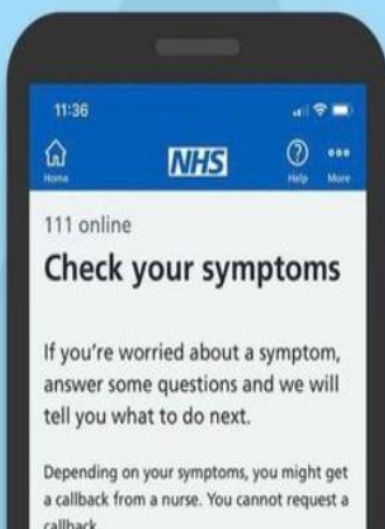 11:36
Home
NHS
Help
More
111 online
Check your symptoms
If you're worried about a symptom,
answer some questions and we will
tell you what to do next.
Depending on your symptoms, you might get
a callback from a nurse. You cannot request a
callback